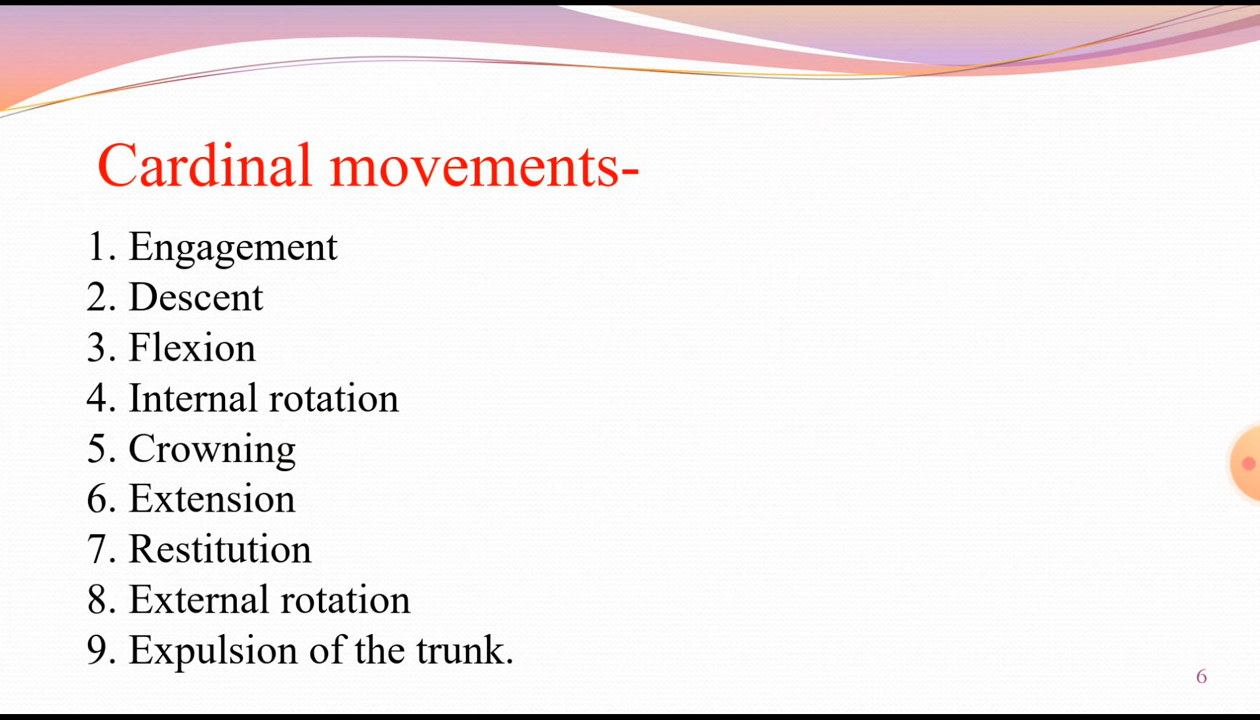 Cardinal movements-
1. Engagement
2. Descent
3. Flexion
4. Internal rotation
5. Crowning
6. Extension
7. Restitution
8. External rotation
9. Expulsion of the trunk.
6